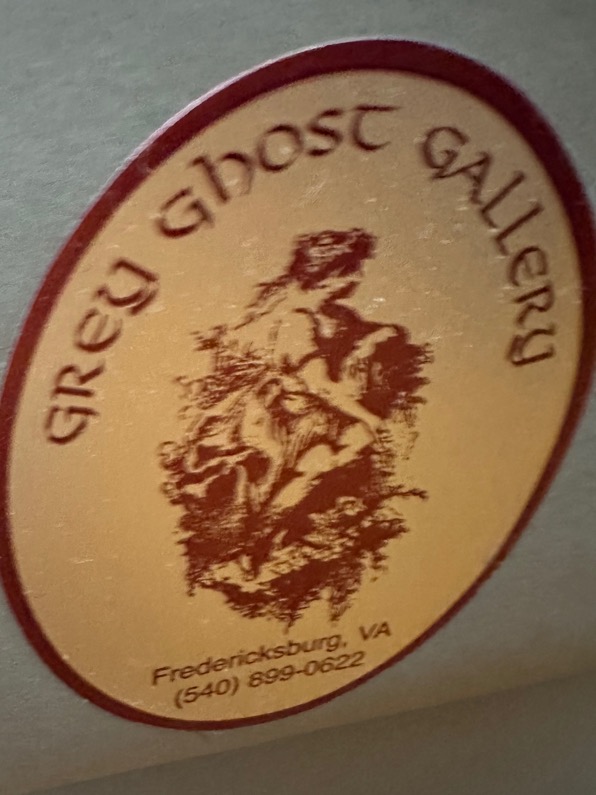 GREY GhOST GALLERY
Fredericksburg, VA
(540) 899-0622